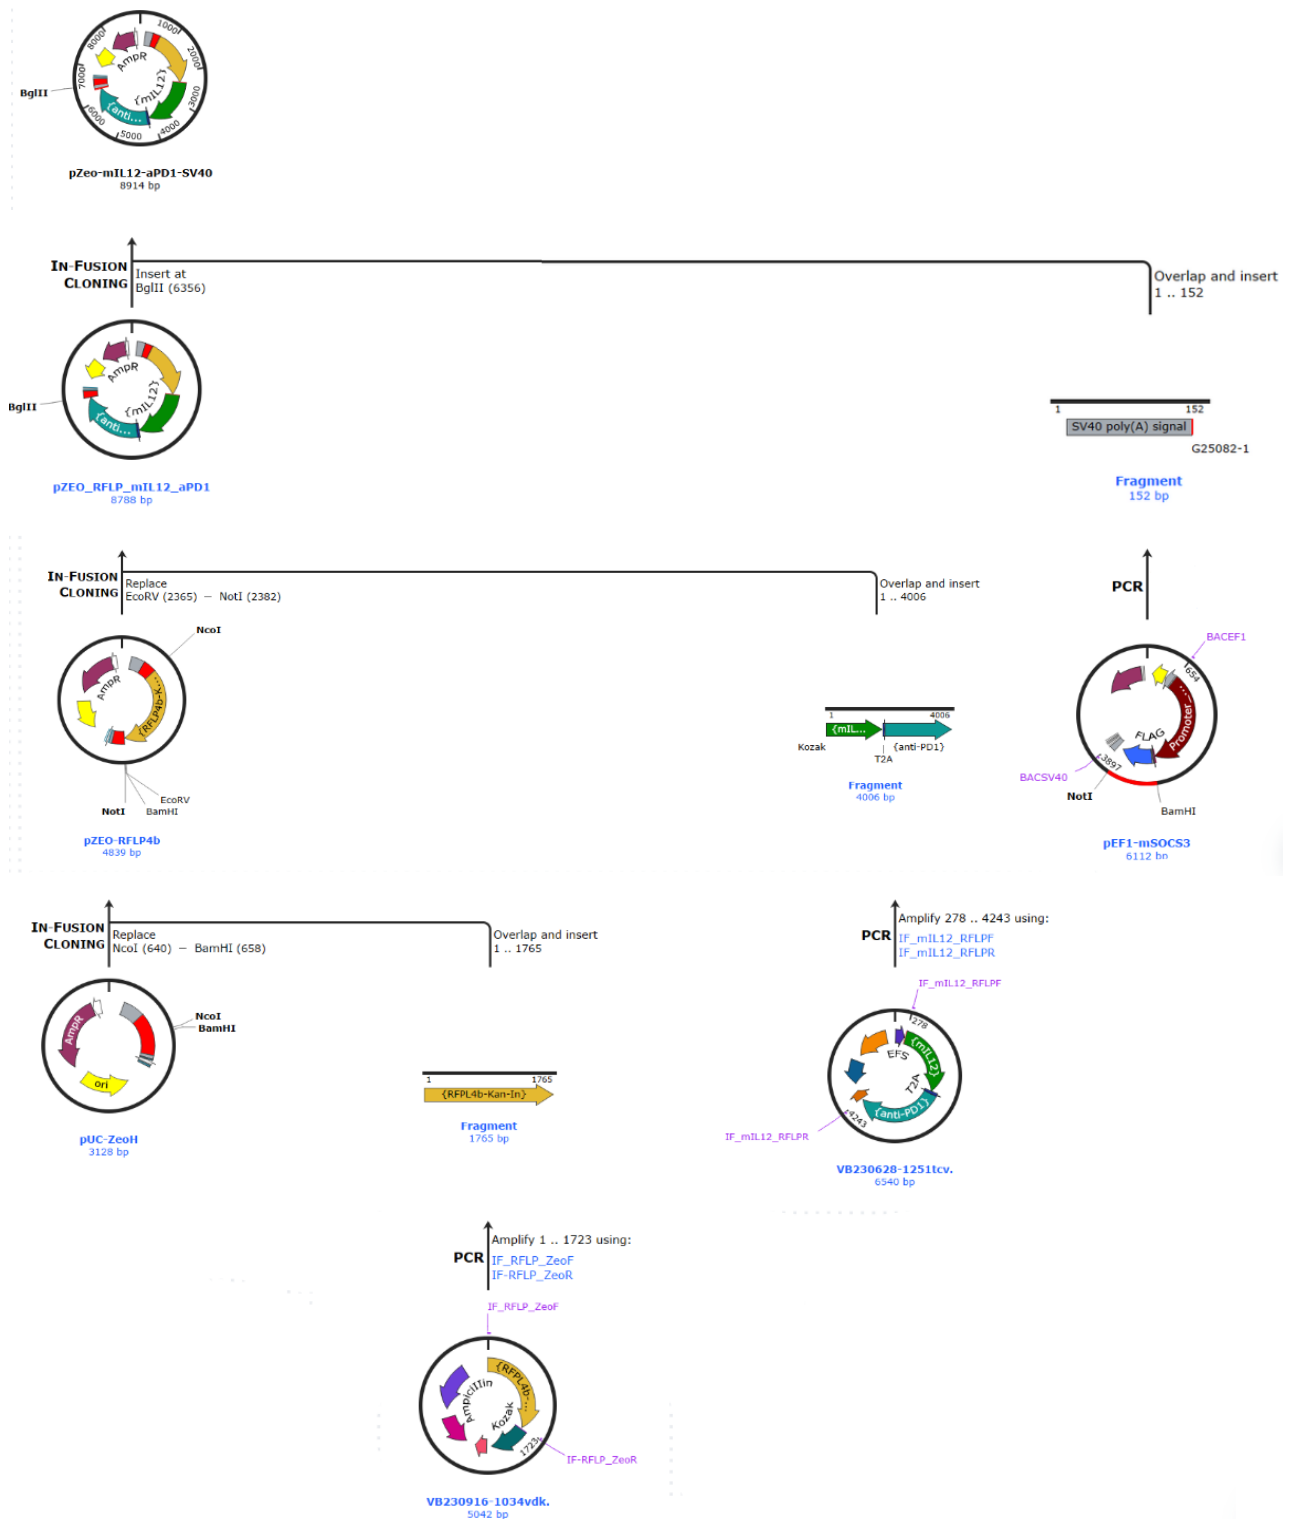 8000
1000
2000
7000
3000
6000
4000
5000
AmpR
{mIL12}
{anti...
BglII
pZeo-mIL12-aPD1-SV40
8914 bp
IN-FUSION
CLONING
Insert at
BglII (6356)
Overlap and insert
1 .. 152
AmpR
{mIL12}
{anti...
BglII
pZEO_RFLP_mIL12_aPD1
8788 bp
1
152
SV40 poly(A) signal
G25082-1
Fragment
152 bp
IN-FUSION
CLONING
Replace
EcoRV (2365) – NotI (2382)
Overlap and insert
1 .. 4006
PCR
NcoI
AmpR
{RFLP4b-K...
EcoRV
NotI
BamHI
pZEO-RFLP4b
4839 bp
1
4006
{mIL...
{anti-PD1}
Kozak
T2A
Fragment
4006 bp
BACEF1
654
Promoter ...
FLAG
3897
BACSV40
NotI
BamHI
pEF1-mSOCS3
6112 bp
IN-FUSION
CLONING
Replace
NcoI (640) – BamHI (658)
Overlap and insert
1 .. 1765
PCR
Amplify 278 .. 4243 using:
IF_mIL12_RFLPF
IF_mIL12_RFLPR
AmpR
ori
NcoI
BamHI
pUC-ZeoH
3128 bp
1
1765
{RFPL4b-Kan-In}
Fragment
1765 bp
IF_mIL12_RFLPF
278
EFS
{mIL12}
T2A
{anti-PD1}
4243
IF_mIL12_RFLPR
VB230628-1251tcv.
6540 bp
PCR
Amplify 1 .. 1723 using:
IF_RFLP_ZeoF
IF-RFLP_ZeoR
IF_RFLP_ZeoF
{RFPL4b-...
Ampicillin
Kozak
1723
IF-RFLP_ZeoR
VB230916-1034vdk.
5042 bp